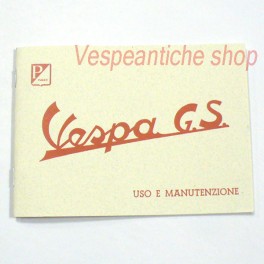 Vespeantiche shop
P
Vespa. G.S.
USO E MANUTENZIONE